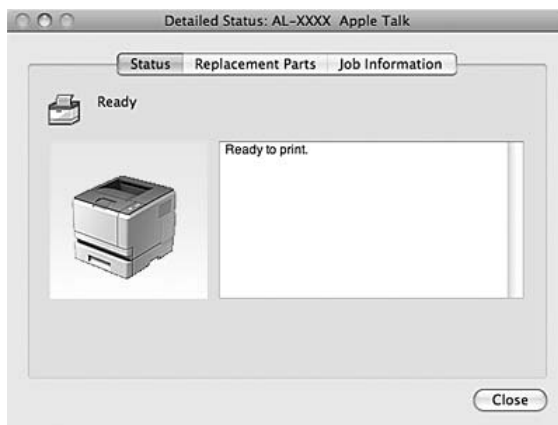 Detailed Status: AL-XXXX Apple Talk
Status Replacement Parts Job Information
Ready
Ready to print.
Close